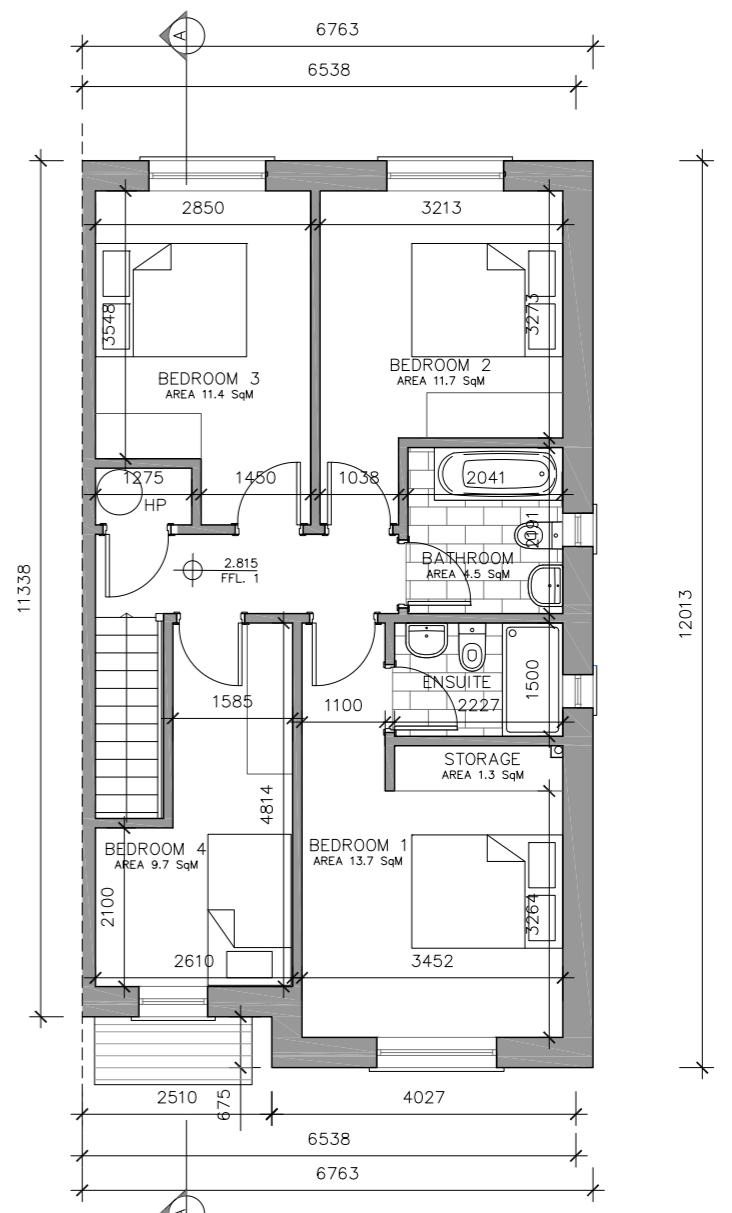 A
6763
6538
2850
3213
3548
3273
BEDROOM 3
AREA 11.4 SqM
BEDROOM 2
AREA 11.7 SqM
1275
1450
1038
2041
HP
2191
BATHROOM
AREA 4.5 SqM
2.815
FFL. 1
11338
12013
ENSUITE
1500
1585
1100
2227
STORAGE
AREA 1.3 SqM
4814
BEDROOM 4
AREA 9.7 SqM
BEDROOM 1
AREA 13.7 SqM
2100
3264
2610
3452
2510
675
4027
6538
6763
A